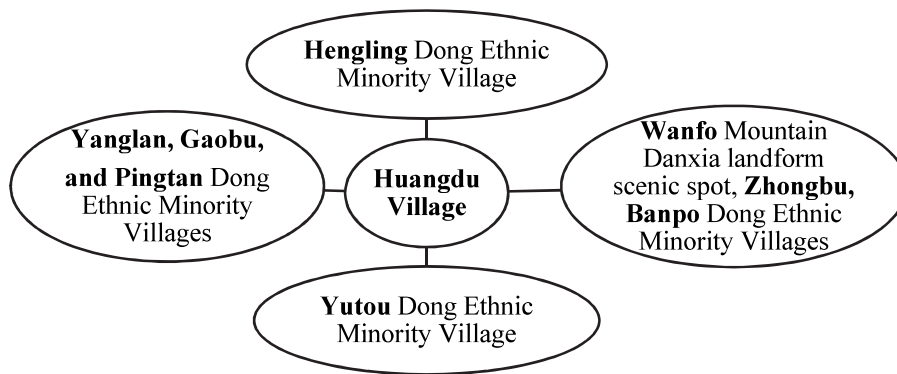 Hengling Dong Ethnic
Minority Village
Yanglan, Gaobu,
and Pingtan Dong
Ethnic Minority
Villages
Huangdu
Village
Wanfo Mountain
Danxia landform
scenic spot, Zhongbu,
Banpo Dong Ethnic
Minority Villages
Yutou Dong Ethnic
Minority Village